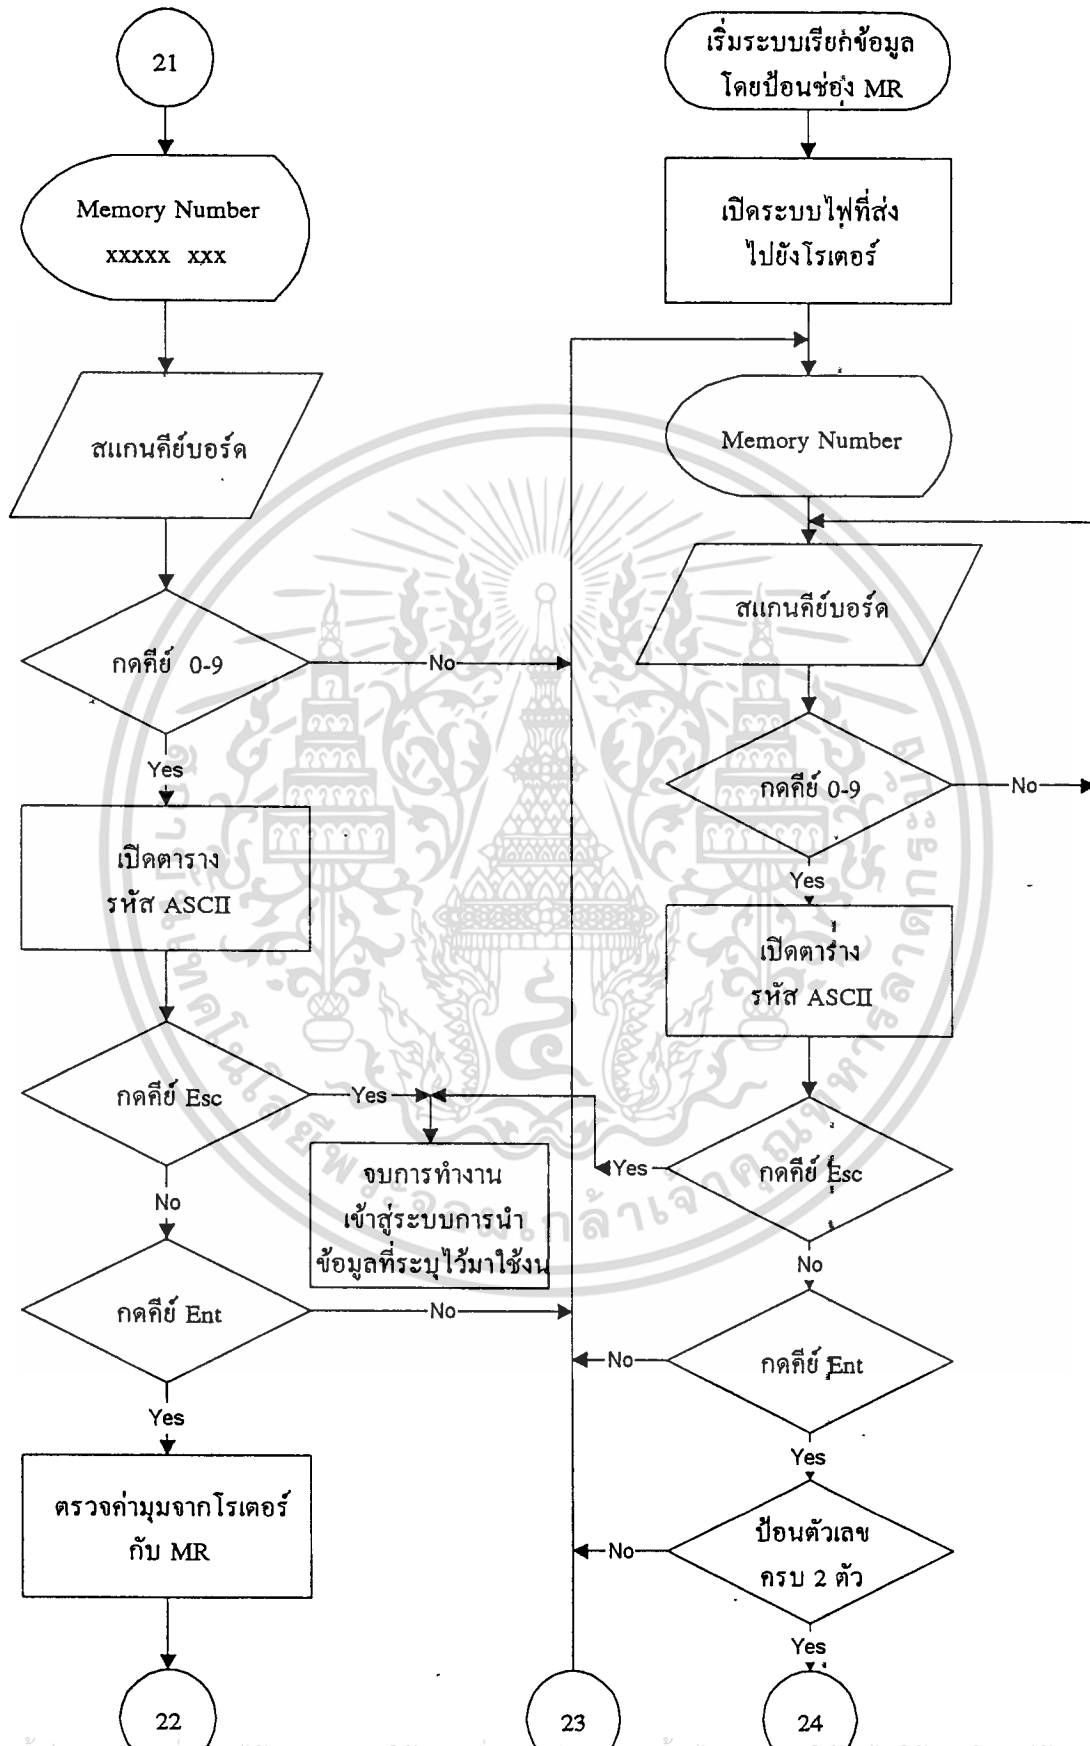 21
Memory Number
xxxxx xxx
สแกนคีย์บอร์ด
กดคีย์ 0-9
No
Yes
เปิดตาราง
รหัส ASCII
กดคีย์ Esc
Yes
จบการทำงาน
เข้าสู่ระบบการนำ
ข้อมูลที่ระบุไว้มาใช้งน
No
กดคีย์ Ent
No
Yes
ตรวจค่ามุมจากโรเตอร์
กับ MR
22
23
เริ่มระบบเรียกข้อมูล
โดยป้อนช่อง MR
เปิดระบบไฟที่ส่ง
ไปยังโรเตอร์
Memory Number
สแกนคีย์บอร์ด
กดคีย์ 0-9
No
Yes
เปิดตาราง
รหัส ASCII
กดคีย์ Esc
Yes
No
กดคีย์ Ent
No
Yes
ป้อนตัวเลข
ครบ 2 ตัว
No
Yes
24